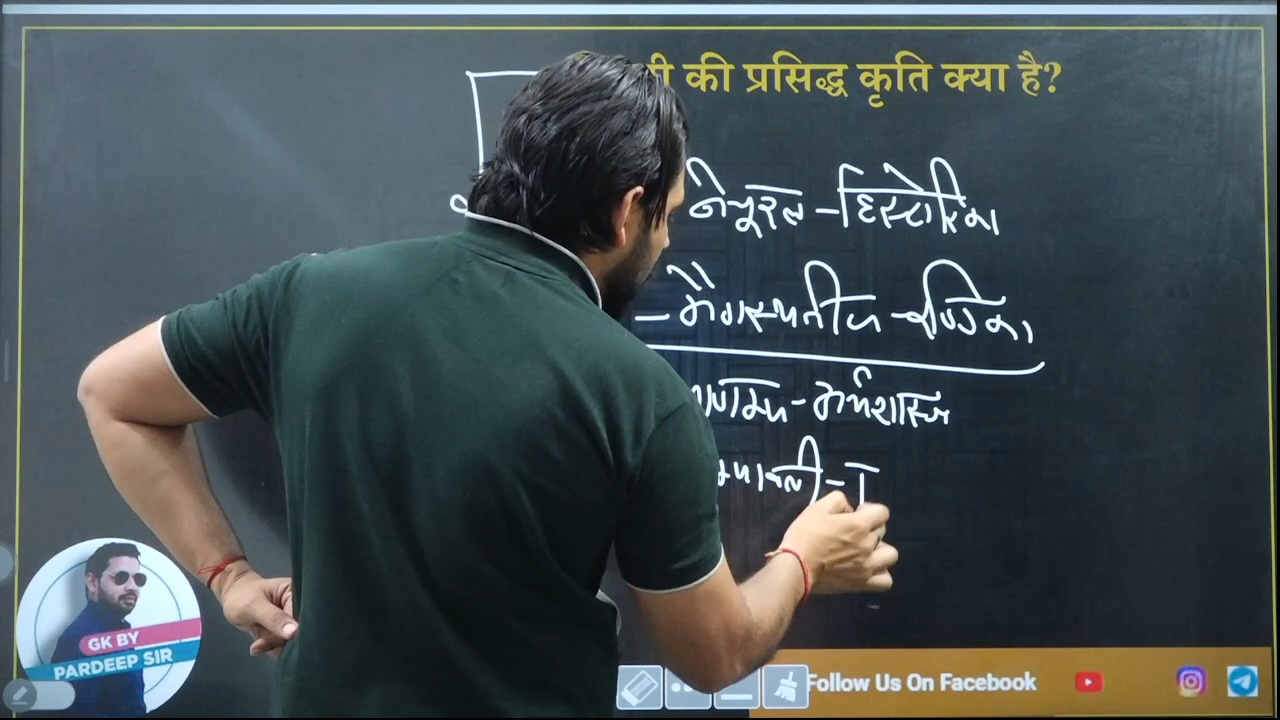 की प्रसिद्ध कृति क्या है?
नेचूरल - हिस्टोरिका
- मेगस्थनीज - इण्डिका
अर्थशास्त्र
GK BY
PARDEEP SIR
Follow Us On Facebook